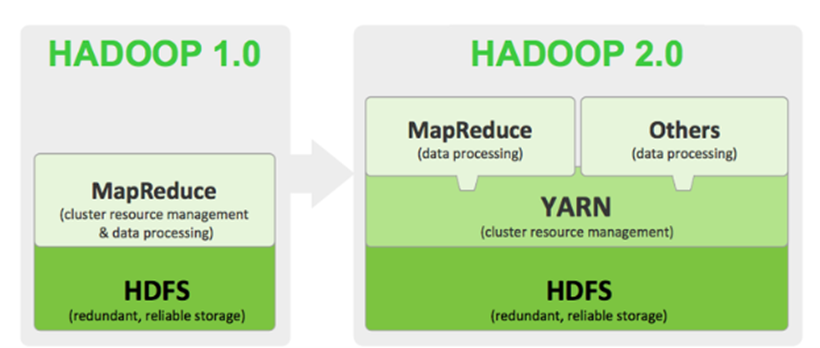 HADOOP 1.0
MapReduce
(cluster resource management
& data processing)
HDFS
(redundant, reliable storage)
HADOOP 2.0
MapReduce
(data processing)
Others
(data processing)
YARN
(cluster resource management)
HDFS
(redundant, reliable storage)